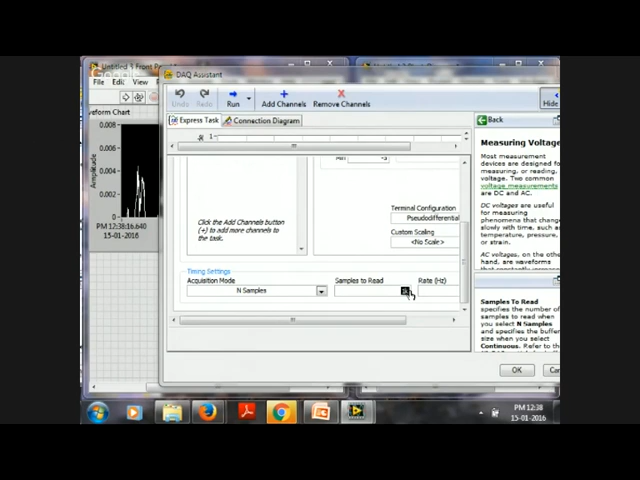 Untitled 3 Front Pa
File Edit View
DAQ Assistant
Undo Redo Run Add Channels Remove Channels Hide
Express Task Connection Diagram
Back
Waveform Chart
0.008
0.006
0.004
0.002
0
Amplitude
PM 12:38:16.640
15-01-2016
Click the Add Channels button
(+) to add more channels to
the task.
Terminal Configuration
Pseudodifferential
Custom Scaling
<No Scale>
Timing Settings
Acquisition Mode Samples to Read Rate (Hz)
N Samples
Measuring Voltage
Most measurement
devices are designed
for measuring, or
reading,
voltage. Two common
voltage measurements
are DC and AC.
DC voltages are useful
for measuring
phenomena that change
slowly with time, such as
temperature, pressure,
or strain.
AC voltages, on the other
hand, are waveforms
Samples To Read
specifies the number of
samples to read when
you select N Samples
and specifies the buffer
size when you select
Continuous. Refer to the
OK
PM 12:38
15-01-2016